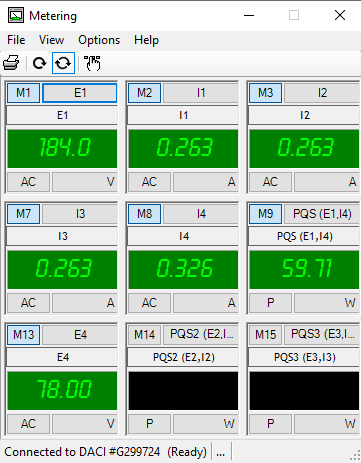 Metering
File View Options Help
M1 E1 M2 I1 M3 I2
E1 I1 I2
184.0 0.263 0.263
AC V AC A AC A
M7 I3 M8 I4 M9 PQS (E1,I4)
I3 I4 PQS (E1,I4)
0.263 0.326 59.71
AC A AC A P W
M13 E4 M14 PQS2 (E2,I... M15 PQS3 (E3,I...
E4 PQS2 (E2,I2) PQS3 (E3,I3)
78.00
AC V P W P W
Connected to DACI #G299724 (Ready) ...